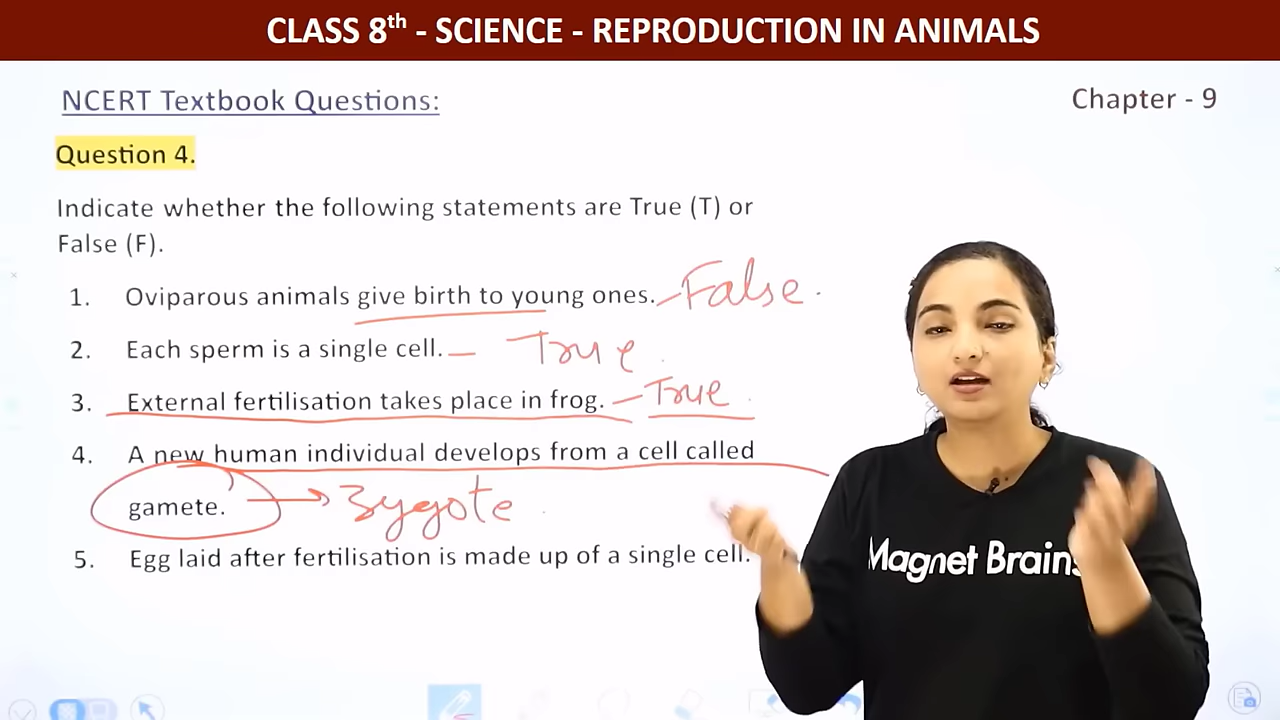 CLASS 8th - SCIENCE - REPRODUCTION IN ANIMALS
NCERT Textbook Questions:
Chapter - 9
Question 4.
Indicate whether the following statements are True (T) or
False (F).
1. Oviparous animals give birth to young ones. - False.
2. Each sperm is a single cell. - True.
3. External fertilisation takes place in frog. - True.
4. A new human individual develops from a cell called
gamete. → Zygote.
5. Egg laid after fertilisation is made up of a single cell.
Magnet Brains